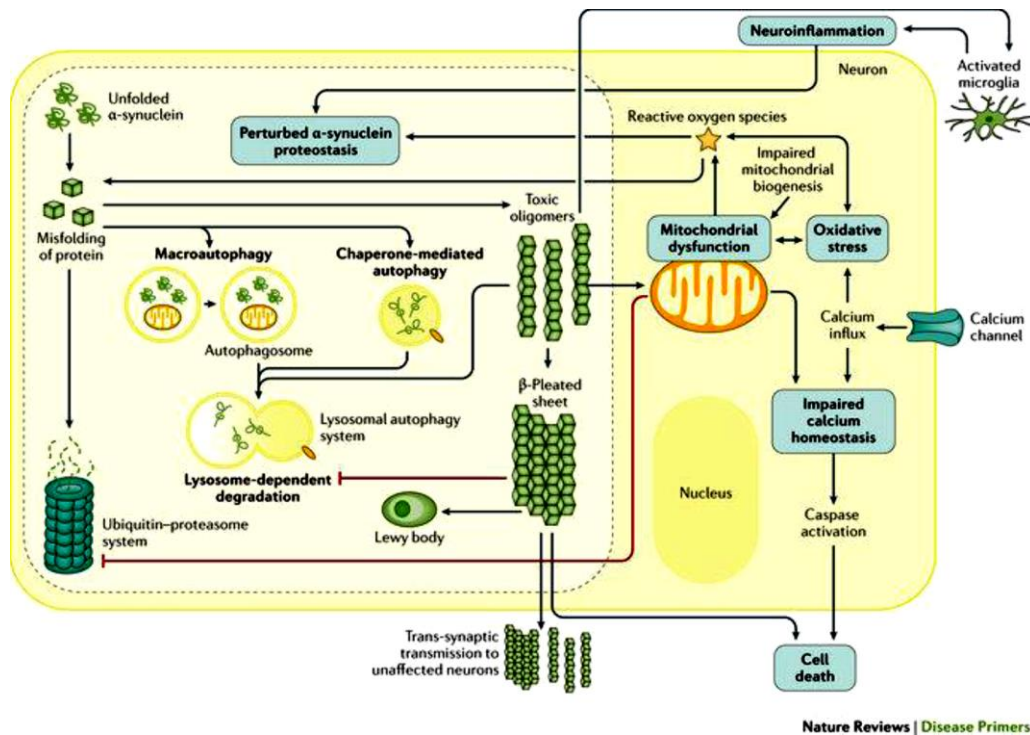 Neuroinflammation
Neuron
Activated
microglia
Unfolded
α-synuclein
Perturbed α-synuclein
proteostasis
Reactive oxygen species
Impaired
mitochondrial
biogenesis
Misfolding
of protein
Toxic
oligomers
Macroautophagy
Chaperone-mediated
autophagy
Mitochondrial
dysfunction
Oxidative
stress
Autophagosome
Calcium
influx
Calcium
channel
β-Pleated
sheet
Lysosomal autophagy
system
Lysosome-dependent
degradation
Impaired
calcium
homeostasis
Nucleus
Lewy body
Ubiquitin–proteasome
system
Caspase
activation
Trans-synaptic
transmission to
unaffected neurons
Cell
death
Nature Reviews | Disease Primers